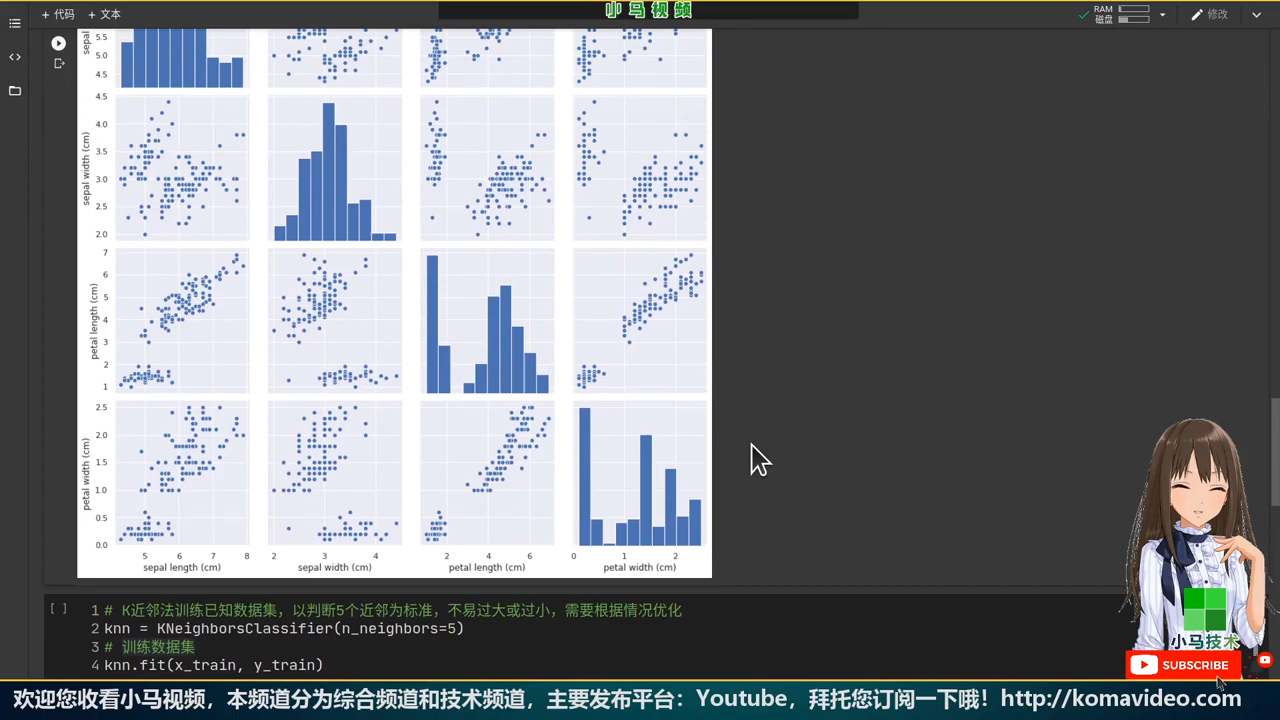 小马视频
+ 代码 + 文本
RAM
磁盘
修改
sepal
5.5
5.0
4.5
sepal width (cm)
4.5
4.0
3.5
3.0
2.5
2.0
petal length (cm)
7
6
5
4
3
2
1
petal width (cm)
2.5
2.0
1.5
1.0
0.5
0.0
5 6 7 8 2 3 4 2 4 6 0 1 2
sepal length (cm) sepal width (cm) petal length (cm) petal width (cm)
[ ] 1 # K近邻法训练已知数据集，以判断5个近邻为标准，不易过大或过小，需要根据情况优化
2 knn = KNeighborsClassifier(n_neighbors=5)
3 # 训练数据集
4 knn.fit(x_train, y_train)
小马技术
SUBSCRIBE
欢迎您收看小马视频，本频道分为综合频道和技术频道，主要发布平台：Youtube，拜托您订阅一下哦！http://komavideo.com